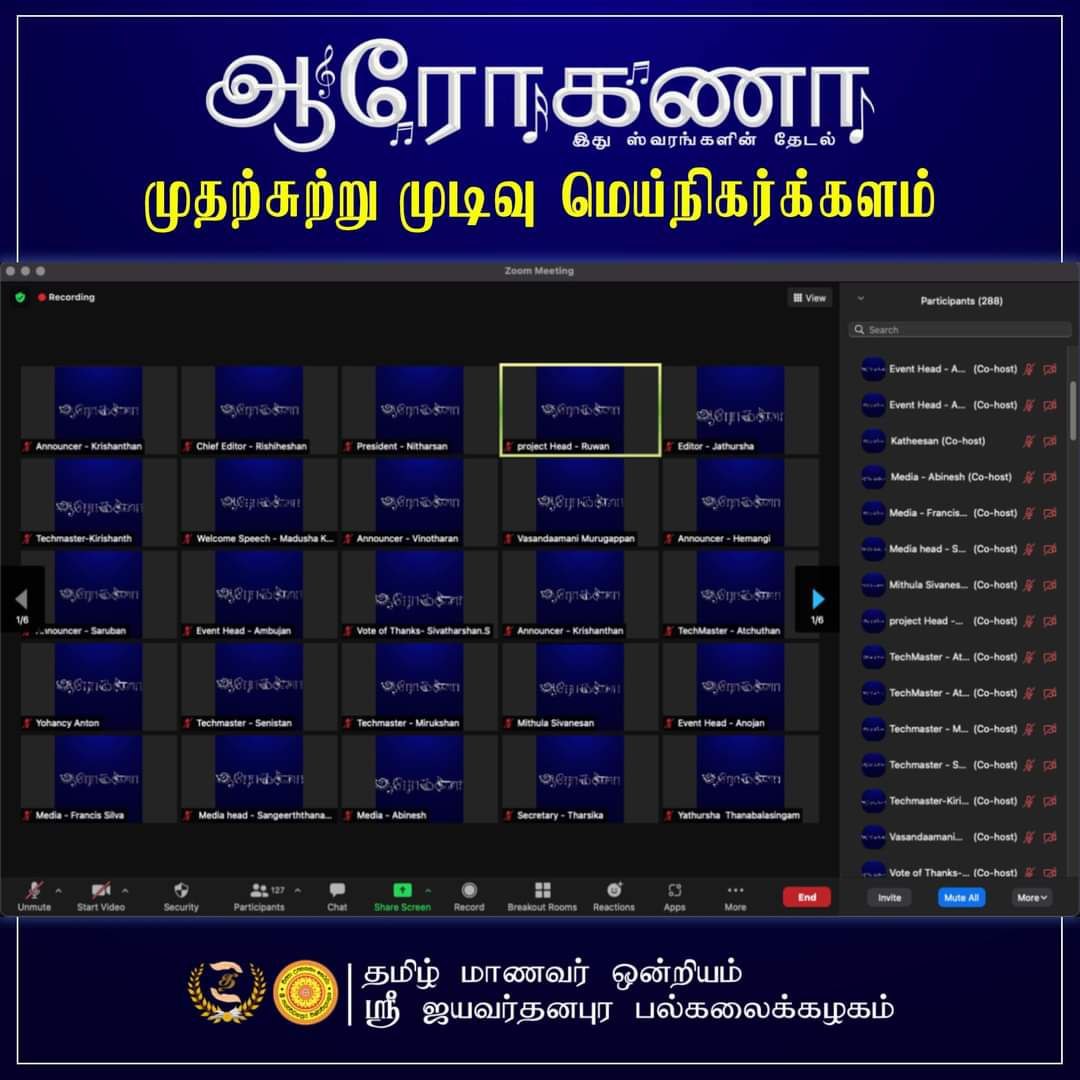 ஆரோகணா
இது ஸ்வரங்களின் தேடல்
முதற்சுற்று முடிவு மெய்நிகர்க்களம்
Zoom Meeting
Recording
View
Participants (288)
Search
Announcer - Krishanthan
Chief Editor - Rishiheshan
President - Nitharsan
project Head - Ruwan
Editor - Jathursha
Techmaster-Kirishanth
Welcome Speech - Madusha K...
Announcer - Vinotharan
Vasandaamani Murugappan
Announcer - Hemangi
1/6
Announcer - Saruban
Event Head - Ambujan
Vote of Thanks- Sivatharshan.S
Announcer - Krishanthan
TechMaster - Atchuthan
1/6
Yohancy Anton
Techmaster - Senistan
Techmaster - Mirukshan
Mithula Sivanesan
Event Head - Anojan
Media - Francis Silva
Media head - Sangeerththana...
Media - Abinesh
Secretary - Tharsika
Yathursha Thanabalasingam
Event Head - A... (Co-host)
Event Head - A... (Co-host)
Katheesan (Co-host)
Media - Abinesh (Co-host)
Media - Francis... (Co-host)
Media head - S... (Co-host)
Mithula Sivanes... (Co-host)
project Head -... (Co-host)
TechMaster - At... (Co-host)
TechMaster - At... (Co-host)
Techmaster - M... (Co-host)
Techmaster - S... (Co-host)
Techmaster-Kiri... (Co-host)
Vasandaamani... (Co-host)
Vote of Thanks-... (Co-host)
Unmute
Start Video
Security
Participants 127
Chat
Share Screen
Record
Breakout Rooms
Reactions
Apps
More
End
Invite
Mute All
More
தமிழ் மாணவர் ஒன்றியம்
ஸ்ரீ ஜயவர்தனபுர பல்கலைக்கழகம்